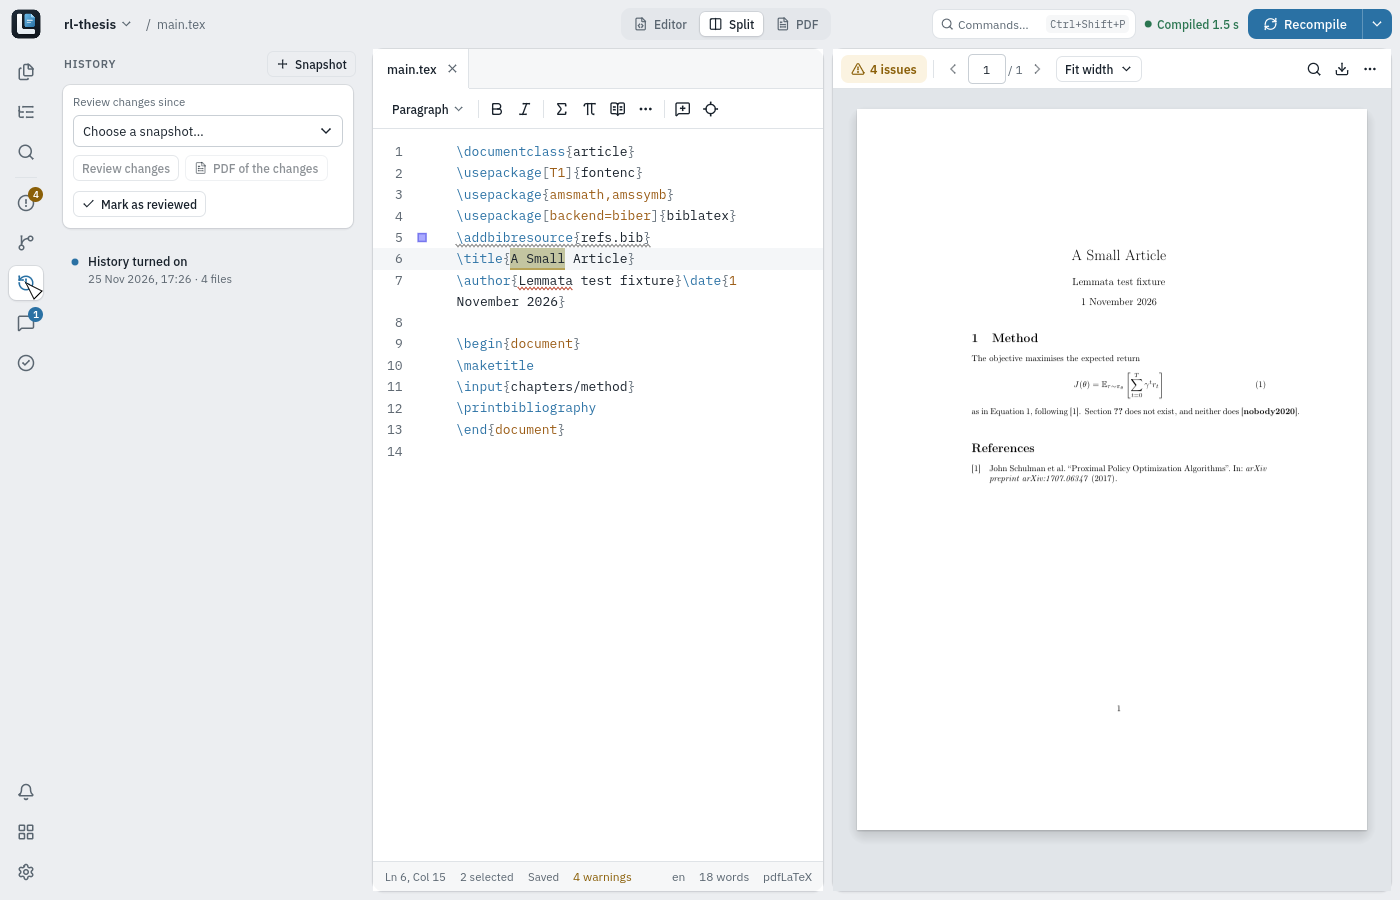 rl-thesis / main.tex
Editor Split PDF
Commands... Ctrl+Shift+P
Compiled 1.5 s
Recompile
HISTORY
Snapshot
Review changes since
Choose a snapshot...
Review changes PDF of the changes
Mark as reviewed
History turned on
25 Nov 2026, 17:26 · 4 files
4
1
main.tex
Paragraph
1 \documentclass{article}
2 \usepackage[T1]{fontenc}
3 \usepackage{amsmath,amssymb}
4 \usepackage[backend=biber]{biblatex}
5 \addbibresource{refs.bib}
6 \title{A Small Article}
7 \author{Lemmata test fixture}\date{1
November 2026}
8
9 \begin{document}
10 \maketitle
11 \input{chapters/method}
12 \printbibliography
13 \end{document}
14
Ln 6, Col 15 2 selected Saved 4 warnings en 18 words pdfLaTeX
4 issues
1 / 1
Fit width
A Small Article
Lemmata test fixture
1 November 2026
1 Method
The objective maximises the expected return
J(θ) = 𝔼τ∼πθ [∑t=0T γtrt] (1)
as in Equation 1, following [1]. Section ?? does not exist, and neither does [nobody2020].
References
[1] John Schulman et al. “Proximal Policy Optimization Algorithms”. In: arXiv
preprint arXiv:1707.06347 (2017).
1